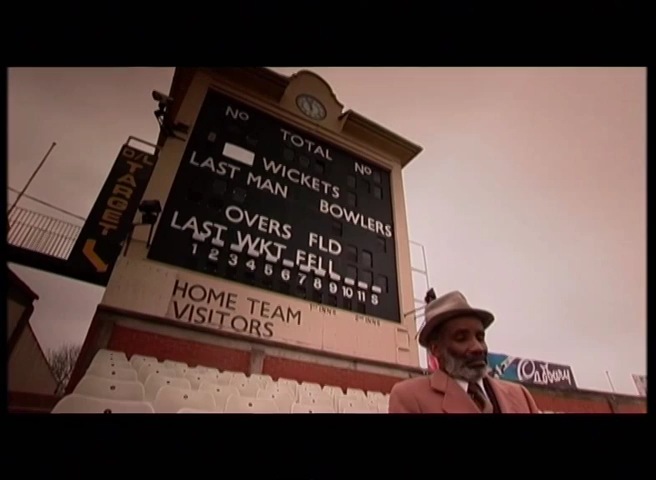 No TOTAL No
WICKETS
LAST MAN BOWLERS
OVERS FLD
LAST WKT FELL
1 2 3 4 5 6 7 8 9 10 11 S
HOME TEAM
VISITORS
D/L
TARGET
Cadbury